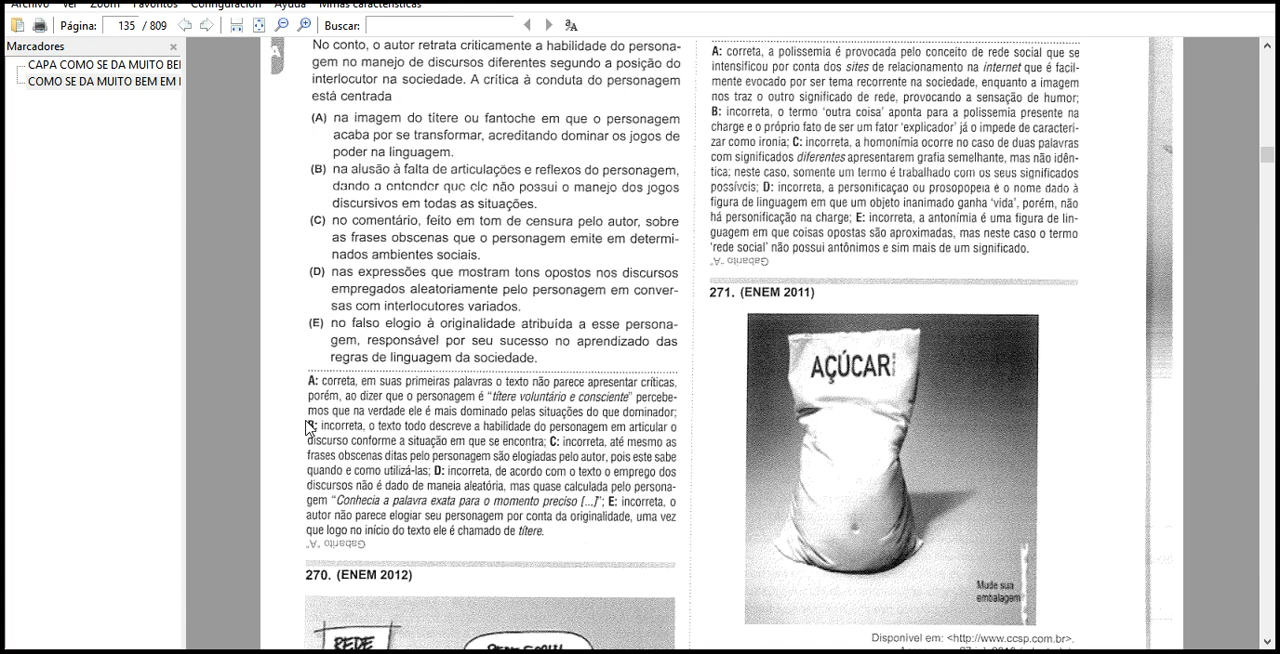 Archivo Ver Zoom Favoritos Configuración Ayuda Mínas características
Página: 135 / 809 Buscar:
Marcadores
CAPA COMO SE DA MUITO BEI
COMO SE DA MUITO BEM EM I
No conto, o autor retrata criticamente a habilidade do persona-
gem no manejo de discursos diferentes segundo a posição do
interlocutor na sociedade. A crítica à conduta do personagem
está centrada
(A) na imagem do títere ou fantoche em que o personagem
acaba por se transformar, acreditando dominar os jogos de
poder na linguagem.
(B) na alusão à falta de articulações e reflexos do personagem,
dando a entender que ele não possui o manejo dos jogos
discursivos em todas as situações.
(C) no comentário, feito em tom de censura pelo autor, sobre
as frases obscenas que o personagem emite em determi-
nados ambientes sociais.
(D) nas expressões que mostram tons opostos nos discursos
empregados aleatoriamente pelo personagem em conver-
sas com interlocutores variados.
(E) no falso elogio à originalidade atribuída a esse persona-
gem, responsável por seu sucesso no aprendizado das
regras de linguagem da sociedade.
A: correta, em suas primeiras palavras o texto não parece apresentar críticas,
porém, ao dizer que o personagem é "títere voluntário e consciente" percebe-
mos que na verdade ele é mais dominado pelas situações do que dominador;
B: incorreta, o texto todo descreve a habilidade do personagem em articular o
discurso conforme a situação em que se encontra; C: incorreta, até mesmo as
frases obscenas ditas pelo personagem são elogiadas pelo autor, pois este sabe
quando e como utilizá-las; D: incorreta, de acordo com o texto o emprego dos
discursos não é dado de maneia aleatória, mas quase calculada pelo persona-
gem "Conhecia a palavra exata para o momento preciso [...]"; E: incorreta, o
autor não parece elogiar seu personagem por conta da originalidade, uma vez
que logo no início do texto ele é chamado de títere.
Gabarito "A"
270. (ENEM 2012)
REDE
REDE SOCIAL
A: correta, a polissemia é provocada pelo conceito de rede social que se
intensificou por conta dos sites de relacionamento na internet que é facil-
mente evocado por ser tema recorrente na sociedade, enquanto a imagem
nos traz o outro significado de rede, provocando a sensação de humor;
B: incorreta, o termo 'outra coisa' aponta para a polissemia presente na
charge e o próprio fato de ser um fator 'explicador' já o impede de caracteri-
zar como ironia; C: incorreta, a homonímia ocorre no caso de duas palavras
com significados diferentes apresentarem grafia semelhante, mas não idên-
tica; neste caso, somente um termo é trabalhado com os seus significados
possíveis; D: incorreta, a personificação ou prosopopeia é o nome dado à
figura de linguagem em que um objeto inanimado ganha 'vida', porém, não
há personificação na charge; E: incorreta, a antonímia é uma figura de lin-
guagem em que coisas opostas são aproximadas, mas neste caso o termo
'rede social' não possui antônimos e sim mais de um significado.
Gabarito "A"
271. (ENEM 2011)
AÇÚCAR
Mude sua
embalagem
Disponível em: <http://www.ccsp.com.br>.